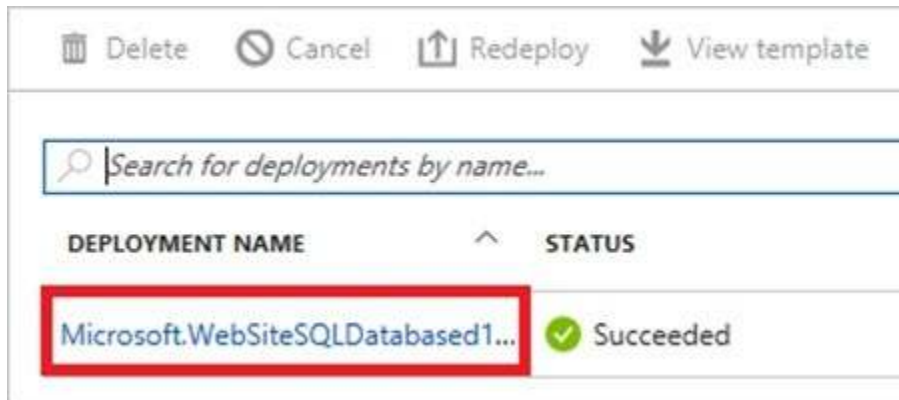 Delete Cancel Redeploy View template
Search for deployments by name...
DEPLOYMENT NAME STATUS
Microsoft.WebSiteSQLDatabased1... Succeeded